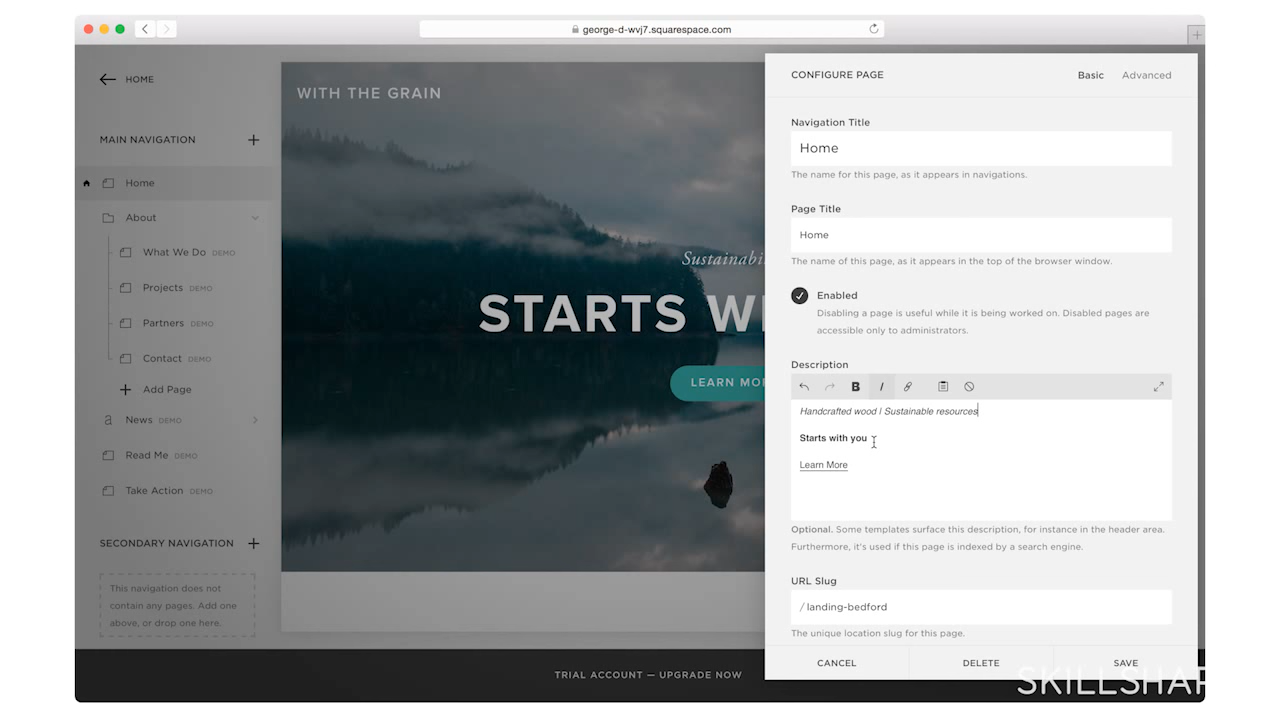 george-d-wvj7.squarespace.com
HOME
MAIN NAVIGATION
Home
About
What We Do DEMO
Projects DEMO
Partners DEMO
Contact DEMO
Add Page
News DEMO
Read Me DEMO
Take Action DEMO
SECONDARY NAVIGATION
This navigation does not
contain any pages. Add one
above, or drop one here.
WITH THE GRAIN
Sustainabi
STARTS W
LEARN MO
TRIAL ACCOUNT — UPGRADE NOW
CONFIGURE PAGE
Basic Advanced
Navigation Title
Home
The name for this page, as it appears in navigations.
Page Title
Home
The name of this page, as it appears in the top of the browser window.
Enabled
Disabling a page is useful while it is being worked on. Disabled pages are
accessible only to administrators.
Description
B I
Handcrafted wood | Sustainable resources
Starts with you
Learn More
Optional. Some templates surface this description, for instance in the header area.
Furthermore, it's used if this page is indexed by a search engine.
URL Slug
/ landing-bedford
The unique location slug for this page.
CANCEL DELETE SAVE
SKILLSHAR